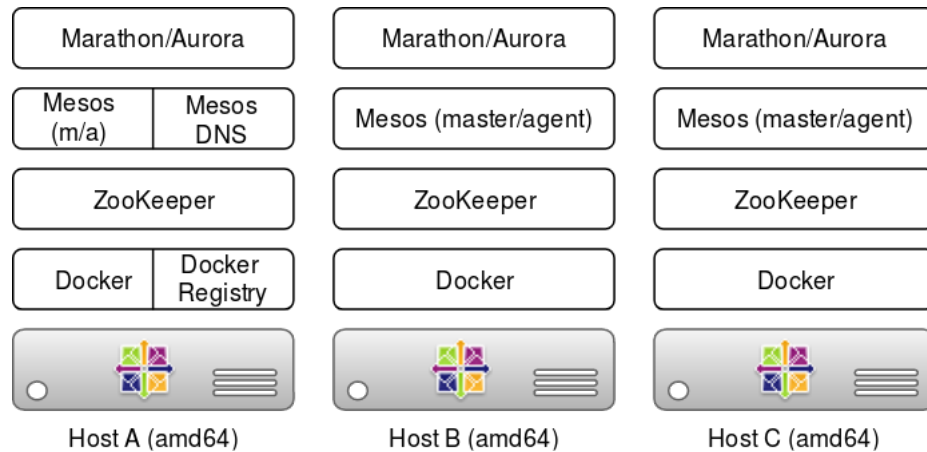 Marathon/Aurora
Marathon/Aurora
Marathon/Aurora
Mesos
(m/a)
Mesos
DNS
Mesos (master/agent)
Mesos (master/agent)
ZooKeeper
ZooKeeper
ZooKeeper
Docker
Docker
Registry
Docker
Docker
Host A (amd64)
Host B (amd64)
Host C (amd64)